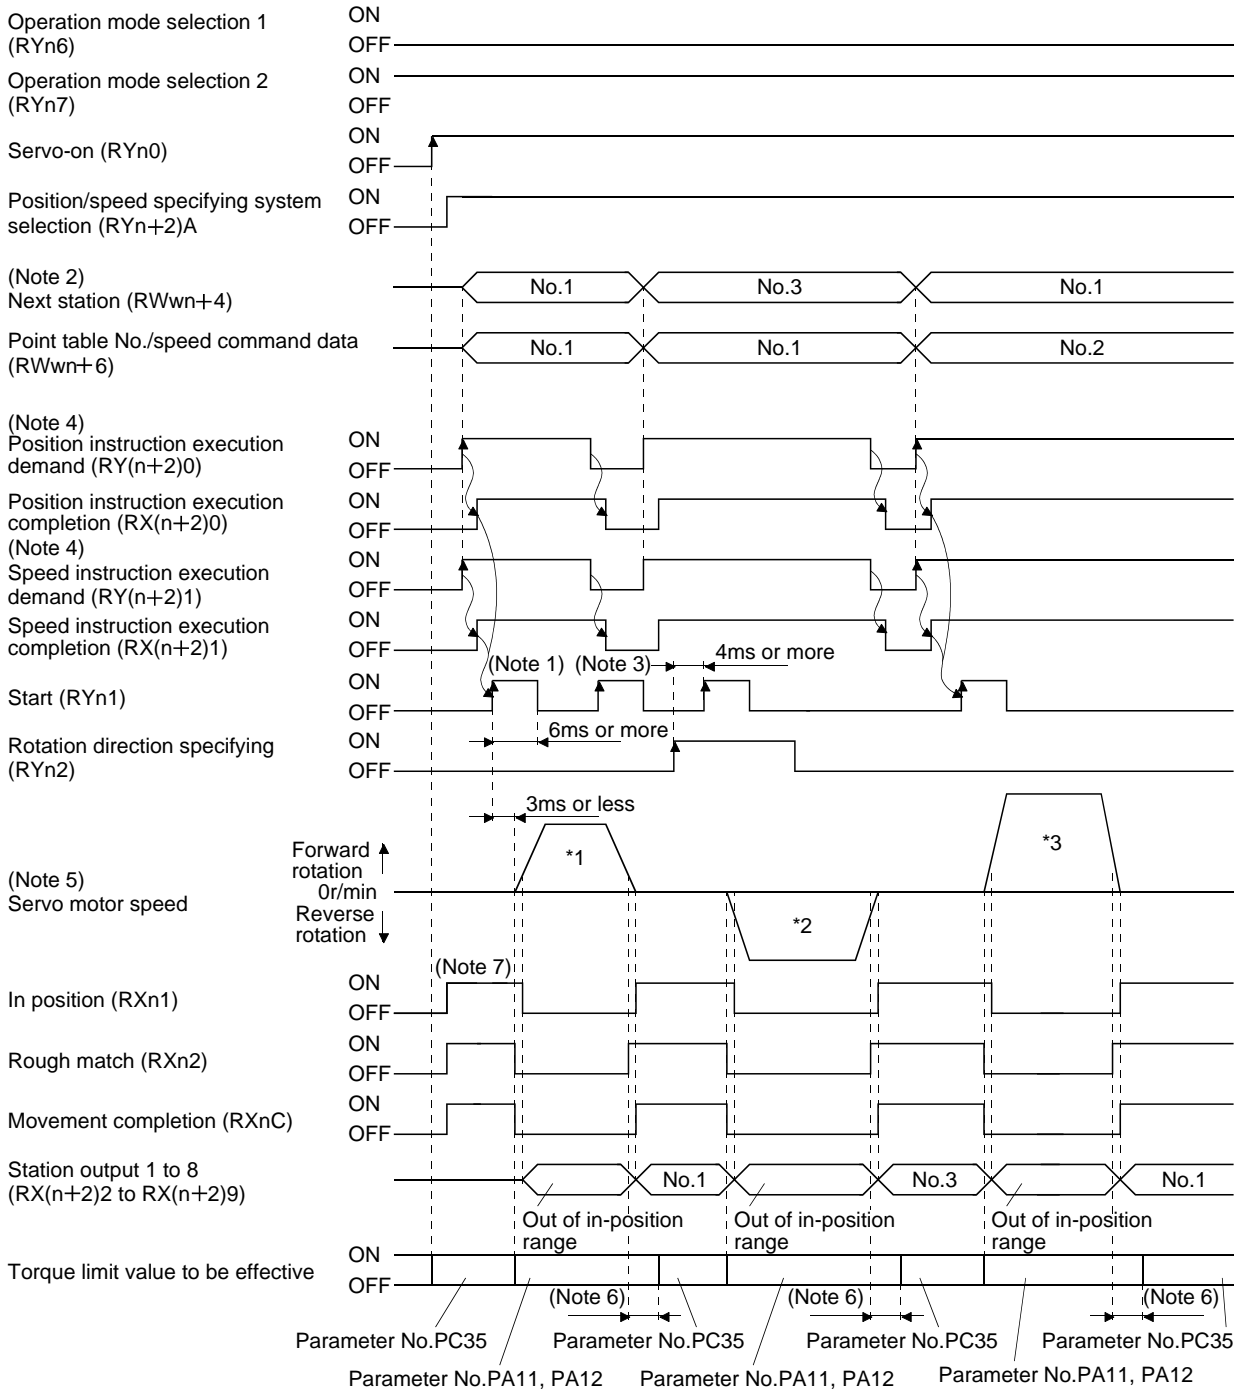 Operation mode selection 1
(RYn6)
ON
OFF
Operation mode selection 2
(RYn7)
ON
OFF
Servo-on (RYn0)
ON
OFF
Position/speed specifying system
selection (RYn+2)A
ON
OFF
(Note 2)
Next station (RWwn+4)
No.1
No.3
No.1
Point table No./speed command data
(RWwn+6)
No.1
No.1
No.2
(Note 4)
Position instruction execution
demand (RY(n+2)0)
ON
OFF
Position instruction execution
completion (RX(n+2)0)
ON
OFF
(Note 4)
Speed instruction execution
demand (RY(n+2)1)
ON
OFF
Speed instruction execution
completion (RX(n+2)1)
ON
OFF
(Note 1)
(Note 3)
4ms or more
Start (RYn1)
ON
OFF
6ms or more
Rotation direction specifying
(RYn2)
ON
OFF
3ms or less
(Note 5)
Servo motor speed
Forward
rotation
0r/min
Reverse
rotation
*1
*2
*3
(Note 7)
In position (RXn1)
ON
OFF
Rough match (RXn2)
ON
OFF
Movement completion (RXnC)
ON
OFF
Station output 1 to 8
(RX(n+2)2 to RX(n+2)9)
No.1
No.3
No.1
Out of in-position
range
Out of in-position
range
Out of in-position
range
Torque limit value to be effective
ON
OFF
(Note 6)
(Note 6)
(Note 6)
Parameter No.PC35
Parameter No.PC35
Parameter No.PC35
Parameter No.PC35
Parameter No.PA11, PA12
Parameter No.PA11, PA12
Parameter No.PA11, PA12